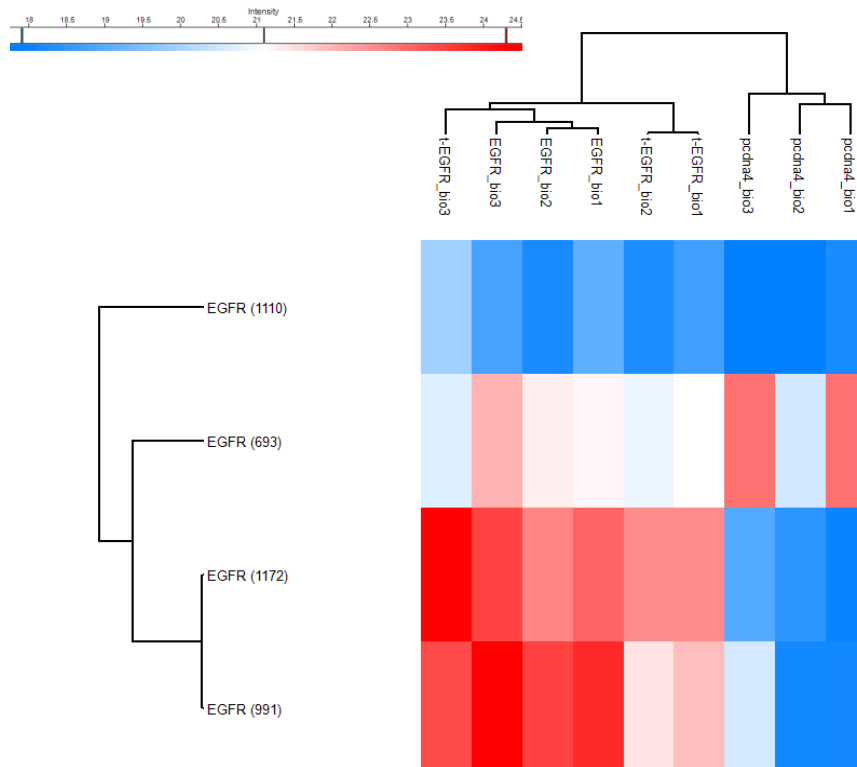 Intensity
18 18.5 19 19.5 20 20.5 21 21.5 22 22.5 23 23.5 24 24.5
t-EGFR_bio3
EGFR_bio3
EGFR_bio2
EGFR_bio1
t-EGFR_bio2
t-EGFR_bio1
pcdna4_bio3
pcdna4_bio2
pcdna4_bio1
EGFR (1110)
EGFR (693)
EGFR (1172)
EGFR (991)